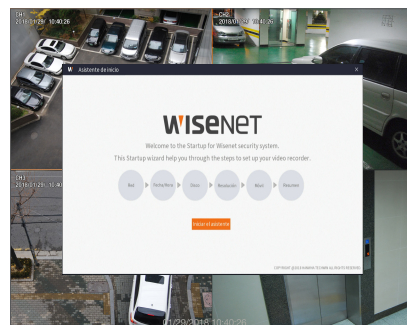 CH1
2018/01/29/ 10:40:26
CH2
2018/01/29/ 10:40:26
W Asistente de inicio X
WISENET
Welcome to the Startup for Wisenet security system.
This Startup wizard help you through the steps to set up your video recorder.
Red
Fecha/Hora
Disco
Resolución
Móvil
Resumen
Iniciar el asistente
CH3
2018/01/29/ 10:40
01/29/2018 10:40:26